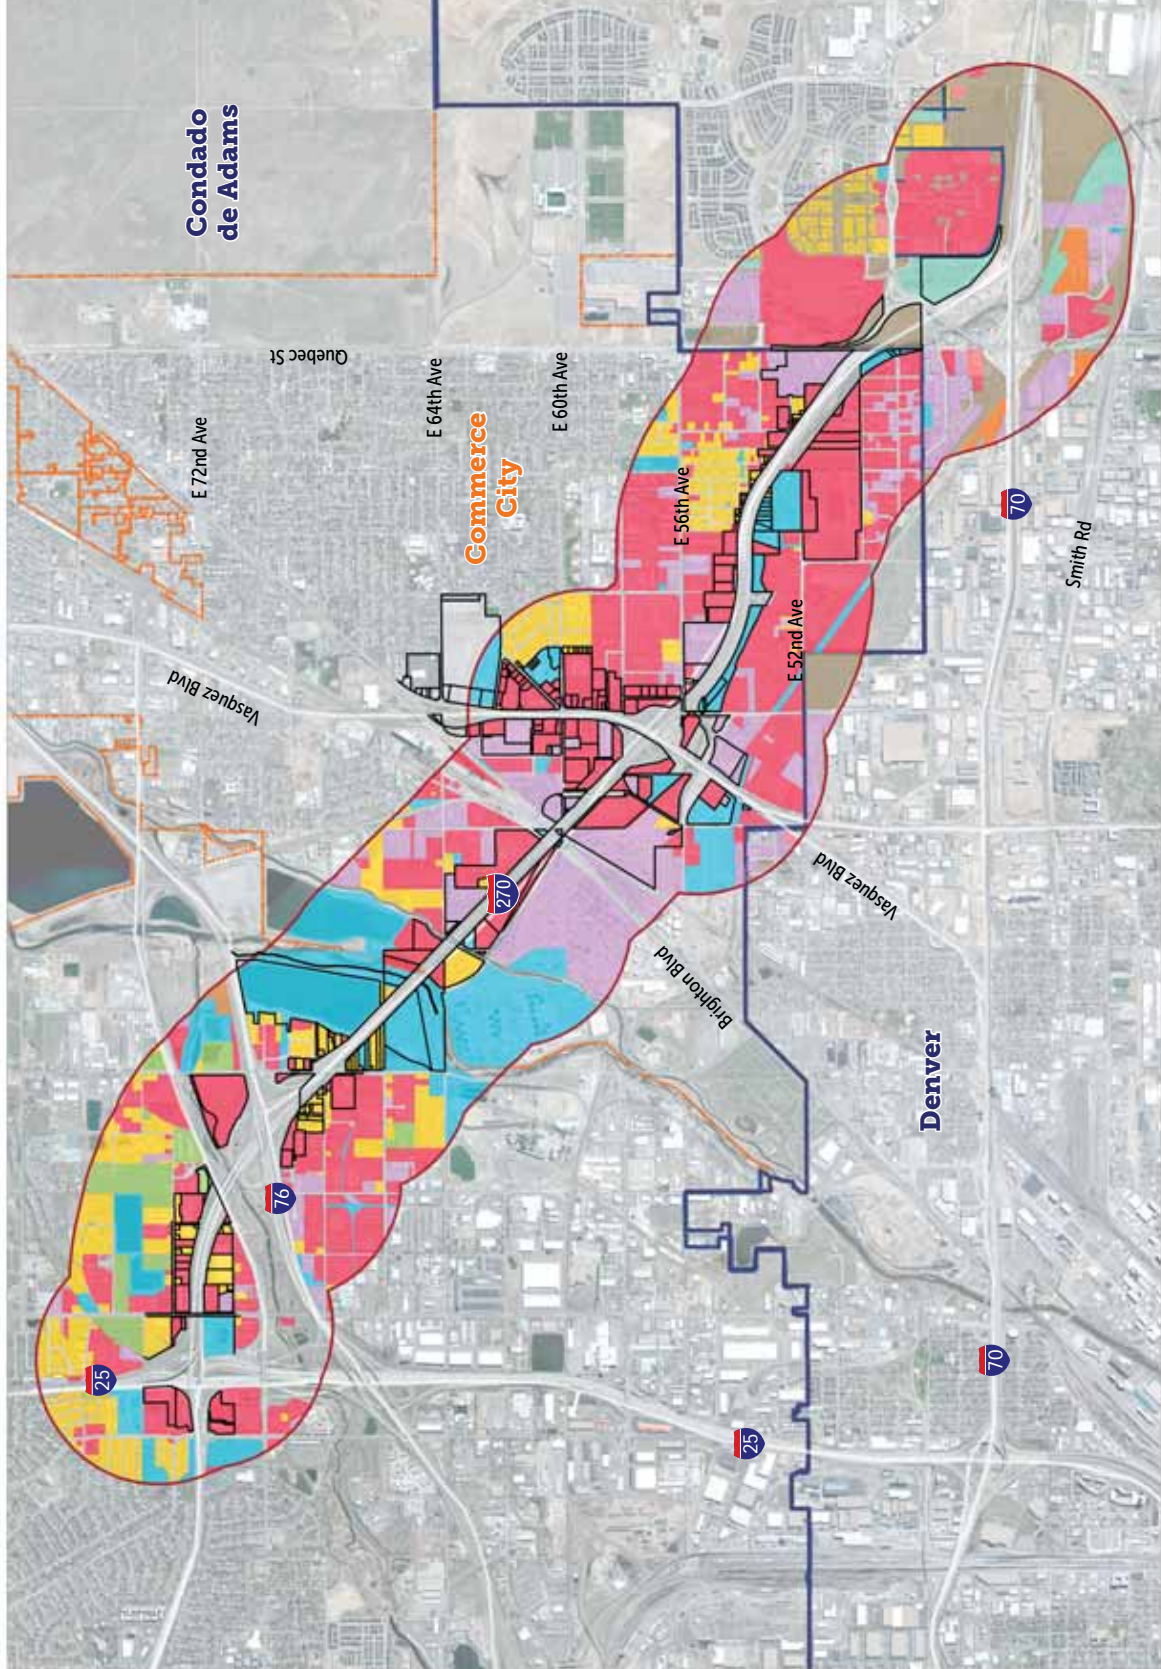 Condado
de Adams
Quebec St
E 72nd Ave
E 64th Ave
E 60th Ave
Commerce
City
E 56th Ave
E 52nd Ave
70
Smith Rd
Vasquez Blvd
270
Vasquez Blvd
Brighton Blvd
Denver
76
25
25
70